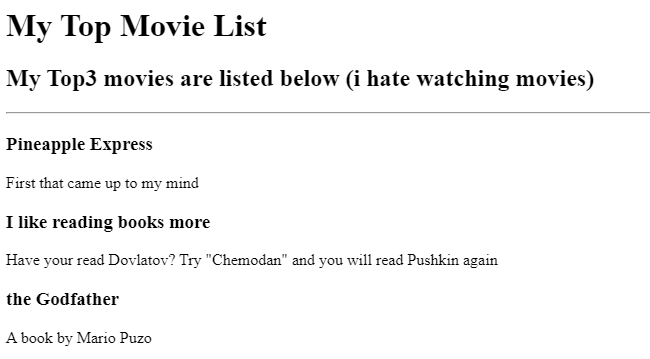 My Top Movie List
My Top3 movies are listed below (i hate watching movies)
Pineapple Express
First that came up to my mind
I like reading books more
Have your read Dovlatov? Try "Chemodan" and you will read Pushkin again
the Godfather
A book by Mario Puzo